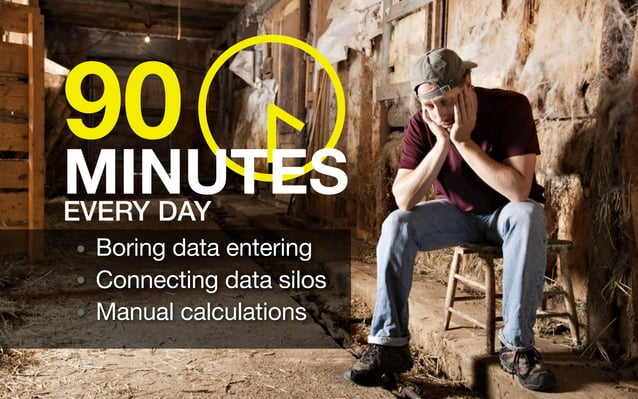 90
MINUTES
EVERY DAY
• Boring data entering
• Connecting data silos
• Manual calculations